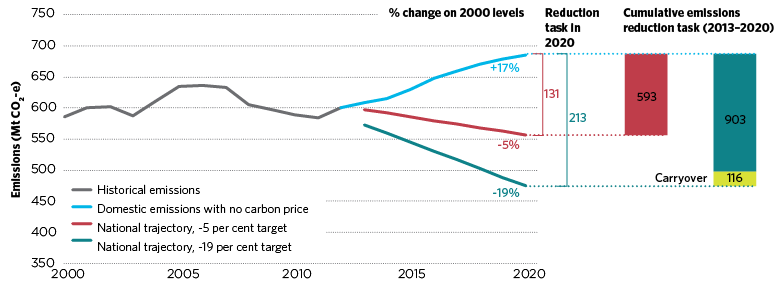 % change on 2000 levels
Reduction
task in
2020
Cumulative emissions
reduction task (2013–2020)
Emissions (Mt CO2-e)
750
700
650
600
550
500
450
400
350
2000
2005
2010
2015
2020
+17%
-5%
-19%
131
213
593
903
Carryover
116
Historical emissions
Domestic emissions with no carbon price
National trajectory, -5 per cent target
National trajectory, -19 per cent target